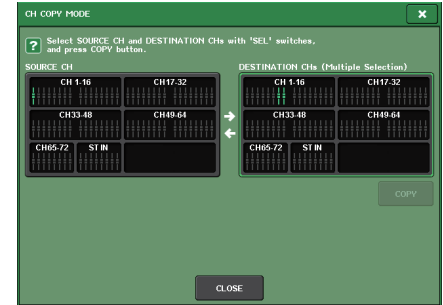 CH COPY MODE
×
? Select SOURCE CH and DESTINATION CHs with 'SEL' switches,
and press COPY button.
SOURCE CH
CH 1-16
CH17-32
CH33-48
CH49-64
CH65-72
ST IN
DESTINATION CHs (Multiple Selection)
CH 1-16
CH17-32
CH33-48
CH49-64
CH65-72
ST IN
COPY
CLOSE